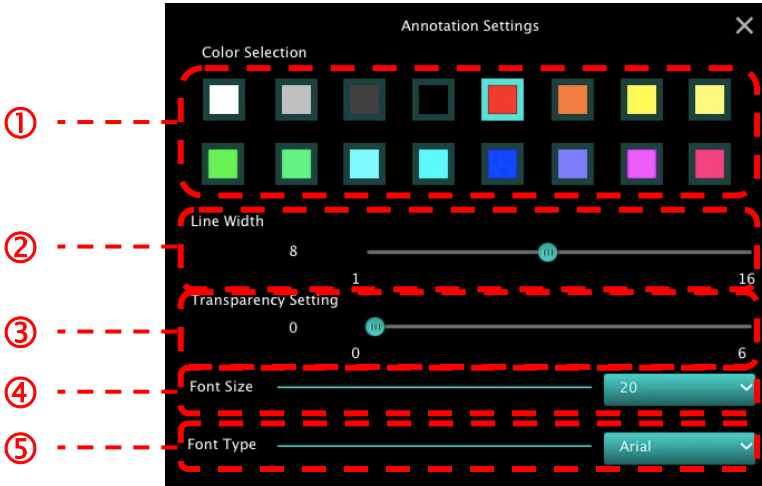 Annotation Settings
Color Selection
①
Line Width
②
8
1
16
Transparency Setting
③
0
0
6
④
Font Size
20
⑤
Font Type
Arial